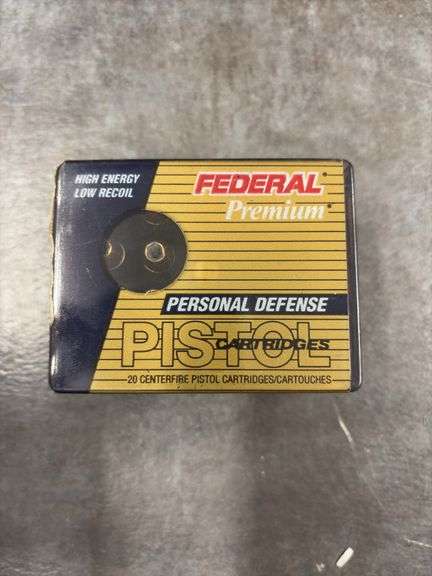 HIGH ENERGY
LOW RECOIL
FEDERAL®
Premium®
PERSONAL DEFENSE
PISTOL
CARTRIDGES
20 CENTERFIRE PISTOL CARTRIDGES/CARTOUCHES